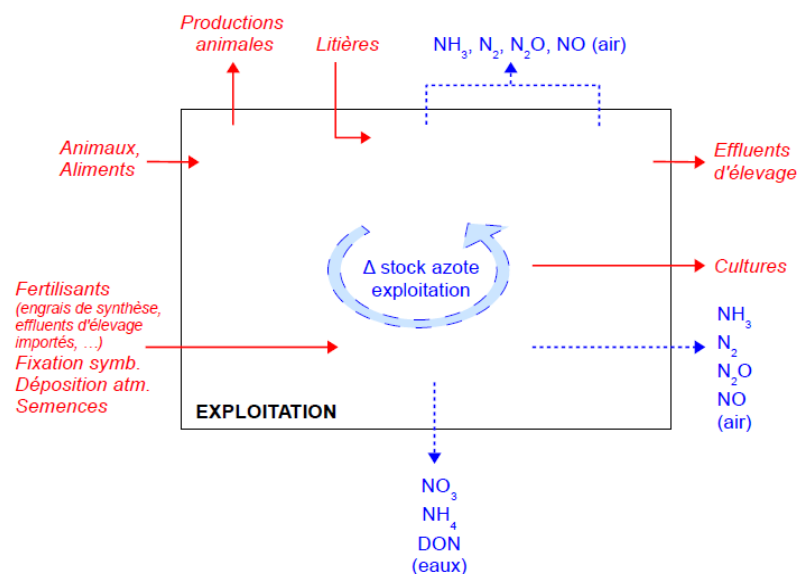 Productions
animales
Litières
NH₃, N₂, N₂O, NO (air)
Animaux,
Aliments
Effluents
d'élevage
Δ stock azote
exploitation
Cultures
Fertilisants
(engrais de synthèse,
effluents d'élevage
importés, …)
Fixation symb.
Déposition atm.
Semences
NH₃
N₂
N₂O
NO
(air)
EXPLOITATION
NO₃
NH₄
DON
(eaux)